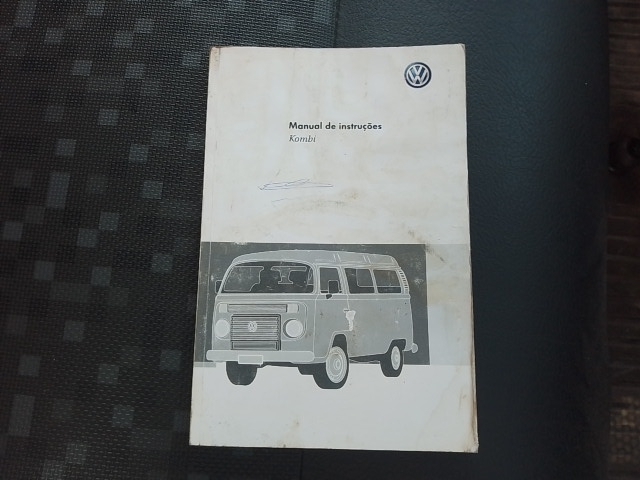 Manual de instruções
Kombi